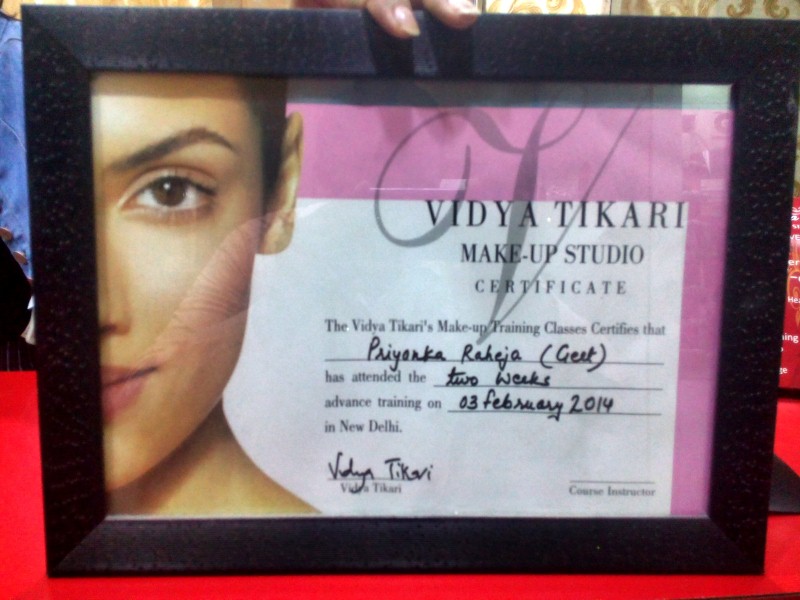 VIDYA TIKARI
MAKE-UP STUDIO
CERTIFICATE
The Vidya Tikari's Make-up Training Classes Certifies that
Priyanka Raheja (Geet)
has attended the two weeks
advance training on 03 february 2014
in New Delhi.
Vidya Tikari
Vidya Tikari
Course Instructor